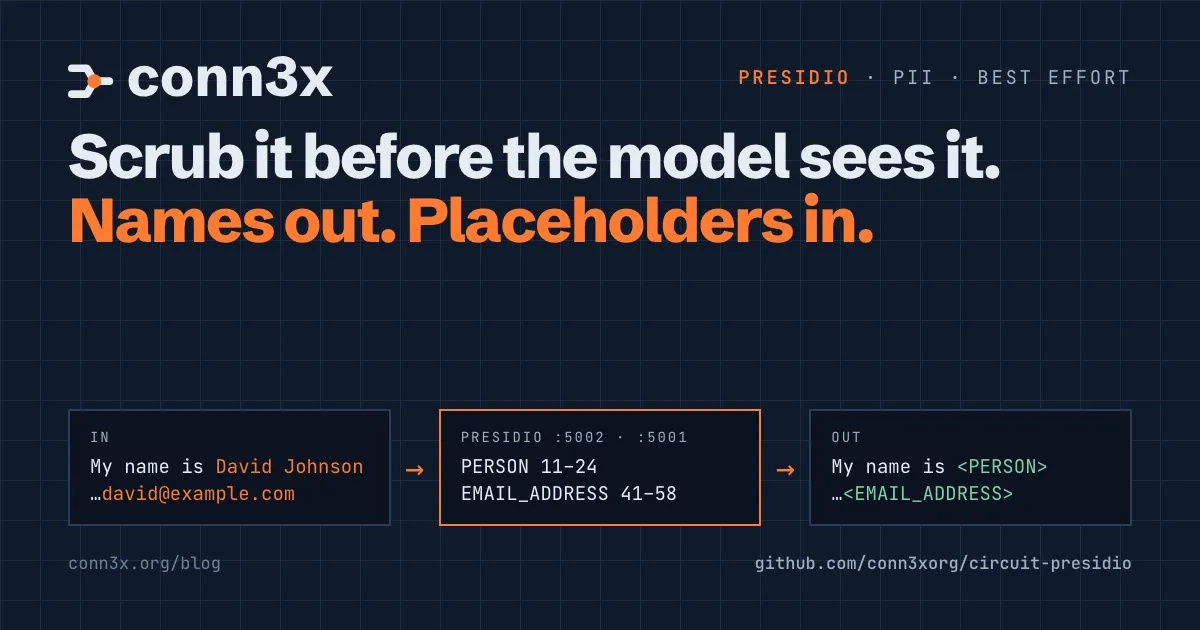 conn3x
PRESIDIO · PII · BEST EFFORT
Scrub it before the model sees it.
Names out. Placeholders in.
IN
My name is David Johnson
…david@example.com
→
PRESIDIO :5002 · :5001
PERSON 11–24
EMAIL_ADDRESS 41–58
→
OUT
My name is <PERSON>
…<EMAIL_ADDRESS>
conn3x.org/blog
github.com/conn3xorg/circuit-presidio